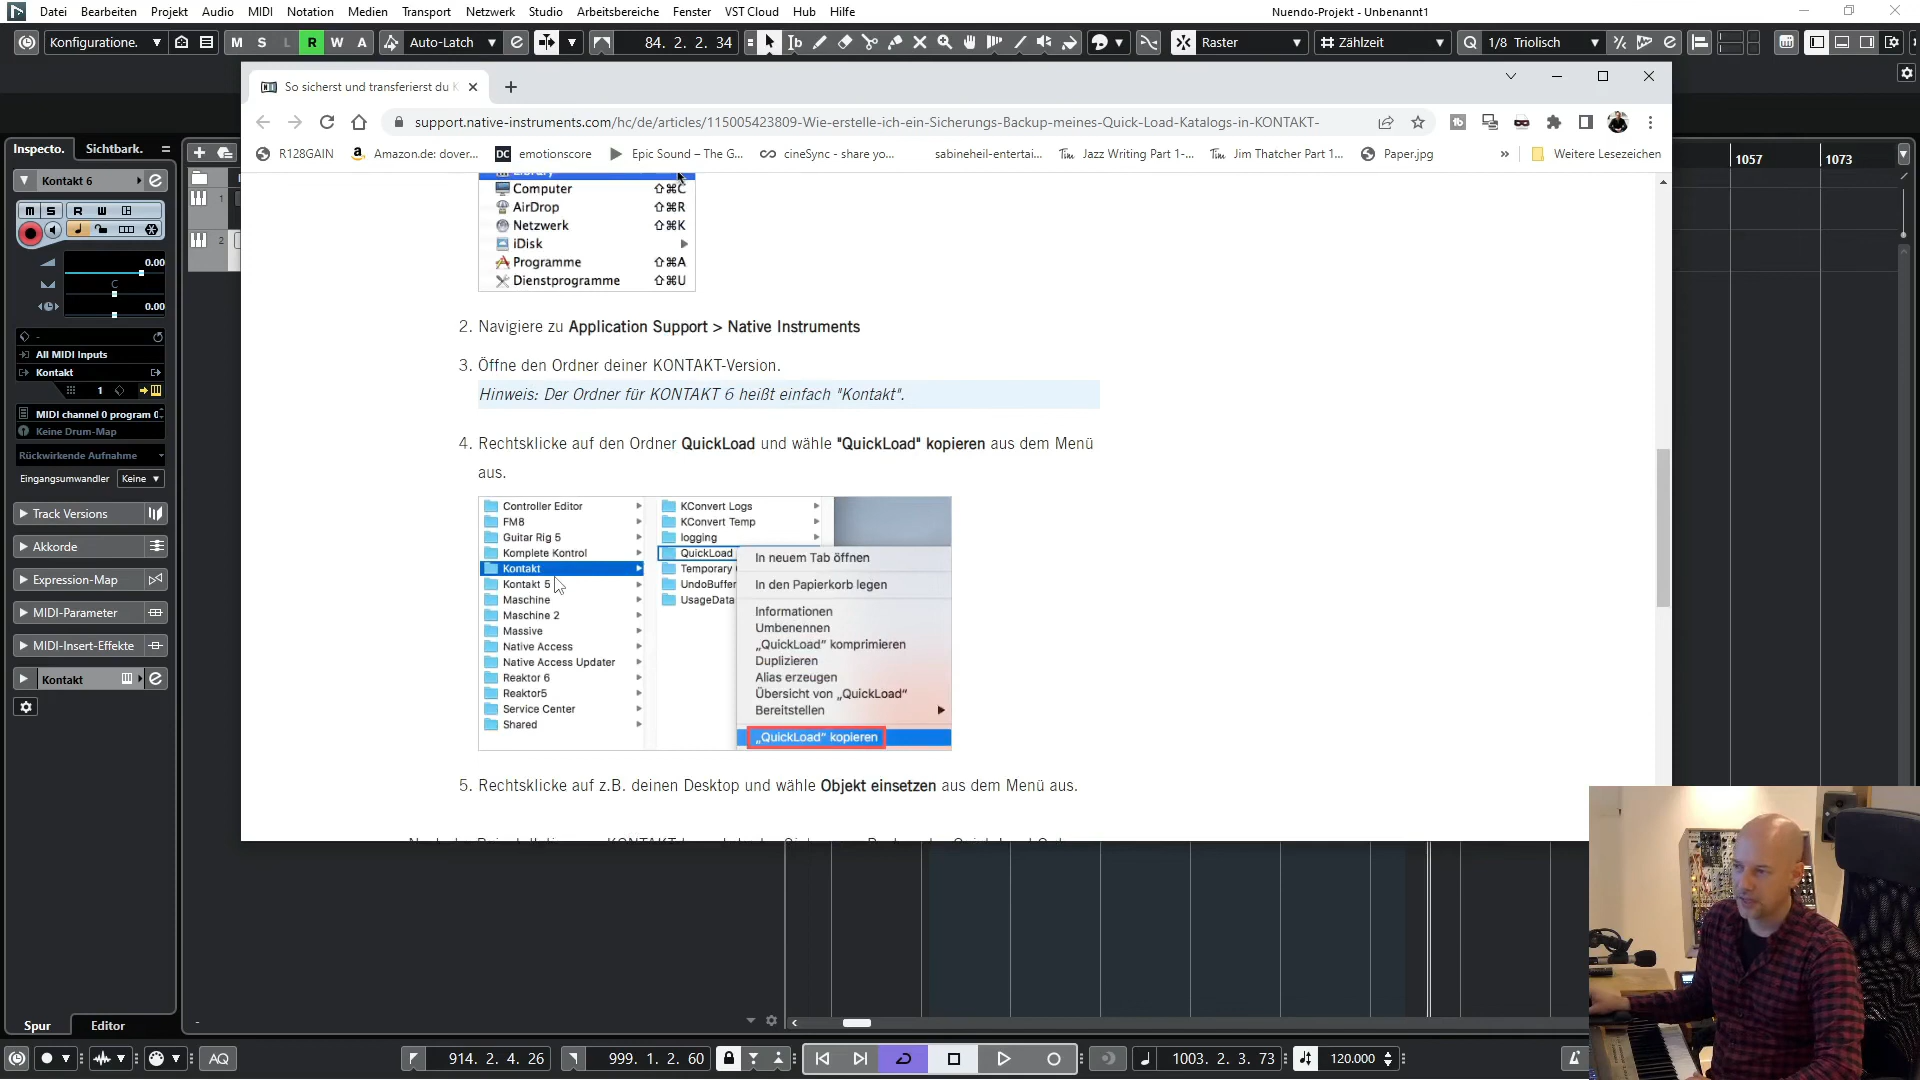 Datei Bearbeiten Projekt Audio MIDI Notation Medien Transport Netzwerk Studio Arbeitsbereiche Fenster VST Cloud Hub Hilfe Nuendo-Projekt - Unbenannt1
Konfiguratione. M S L R W A Auto-Latch 84. 2. 2. 34 Raster Zählzeit Q 1/8 Triolisch
So sicherst und transferierst du K
support.native-instruments.com/hc/de/articles/115005423809-Wie-erstelle-ich-ein-Sicherungs-Backup-meines-Quick-Load-Katalogs-in-KONTAKT-
R128GAIN Amazon.de: dover... DC emotionscore Epic Sound – The G... cineSync - share yo... sabineheil-entertai... Jazz Writing Part 1-... Jim Thatcher Part 1... Paper.jpg » Weitere Lesezeichen
Inspecto. Sichtbark.
1057 1073
Kontakt 6
M S R W
1
2
0.00
C
0.00
All MIDI Inputs
Kontakt
1
MIDI channel 0 program 0
Keine Drum-Map
Rückwirkende Aufnahme
Eingangsumwandler Keine
Track Versions
Akkorde
Expression-Map
MIDI-Parameter
MIDI-Insert-Effekte
Kontakt
Library
Computer ⇧⌘C
AirDrop ⇧⌘R
Netzwerk ⇧⌘K
iDisk
Programme ⇧⌘A
Dienstprogramme ⇧⌘U
2. Navigiere zu Application Support > Native Instruments
3. Öffne den Ordner deiner KONTAKT-Version.
Hinweis: Der Ordner für KONTAKT 6 heißt einfach "Kontakt".
4. Rechtsklicke auf den Ordner QuickLoad und wähle "QuickLoad" kopieren aus dem Menü
aus.
Controller Editor
FM8
Guitar Rig 5
Komplete Kontrol
Kontakt
Kontakt 5
Maschine
Maschine 2
Massive
Native Access
Native Access Updater
Reaktor 6
Reaktor5
Service Center
Shared
KConvert Logs
KConvert Temp
logging
QuickLoad
Temporary
UndoBuffer
UsageData
In neuem Tab öffnen
In den Papierkorb legen
Informationen
Umbenennen
„QuickLoad“ komprimieren
Duplizieren
Alias erzeugen
Übersicht von „QuickLoad“
Bereitstellen
„QuickLoad“ kopieren
5. Rechtsklicke auf z.B. deinen Desktop und wähle Objekt einsetzen aus dem Menü aus.
Spur Editor
AQ 914. 2. 4. 26 999. 1. 2. 60 1003. 2. 3. 73 120.000